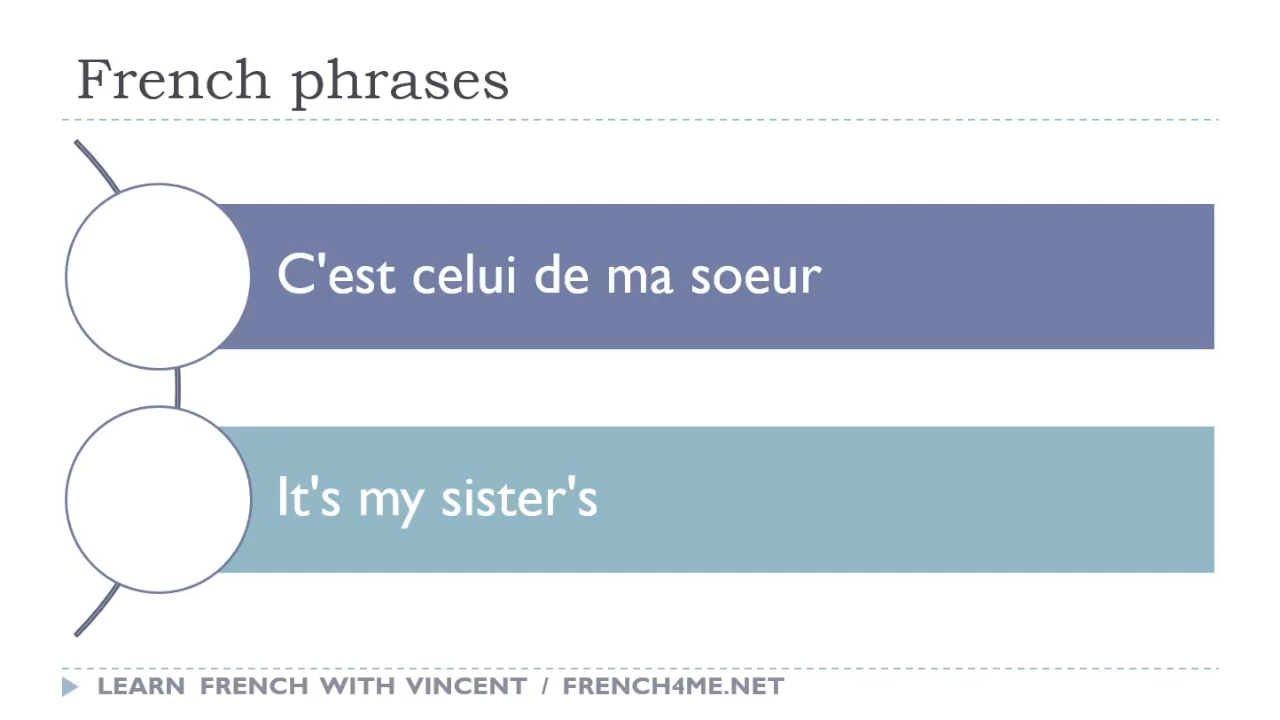 French phrases
C'est celui de ma soeur
It's my sister's
LEARN FRENCH WITH VINCENT / FRENCH4ME.NET